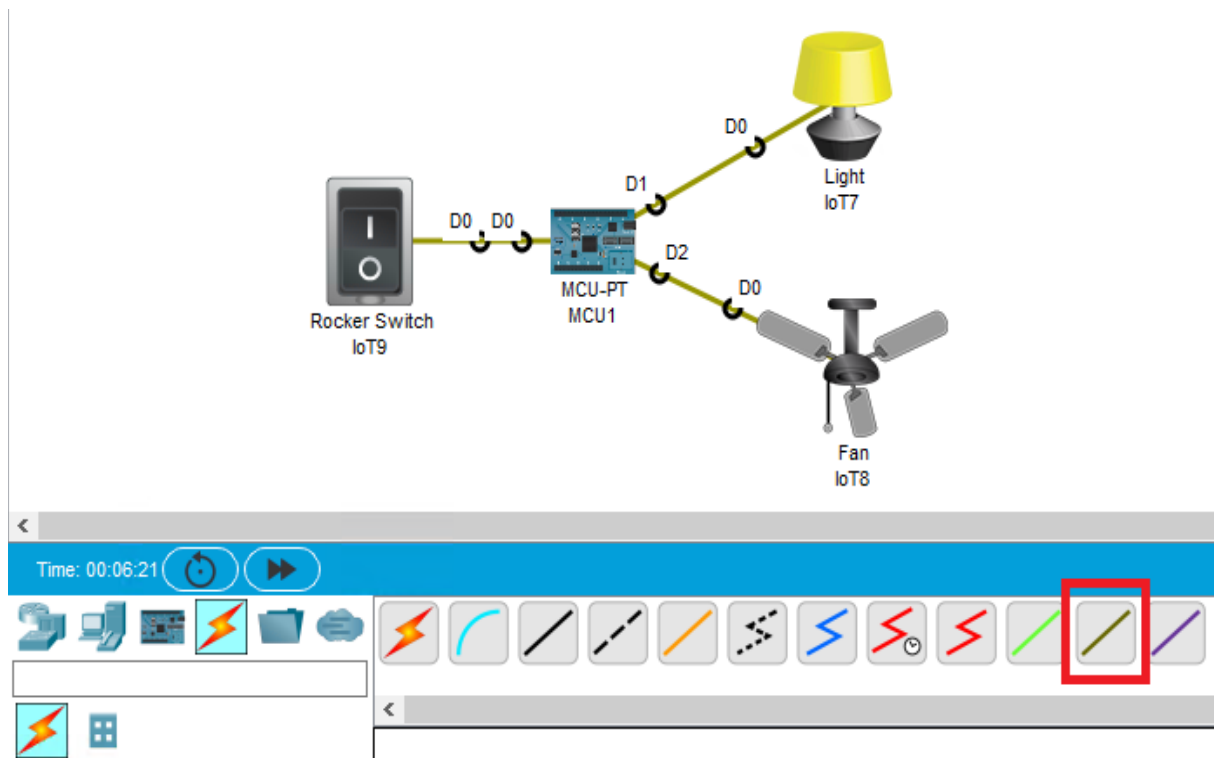 D0
Light
IoT7
D1
D0 D0
D2
D0
MCU-PT
MCU1
Rocker Switch
IoT9
Fan
IoT8
Time: 00:06:21